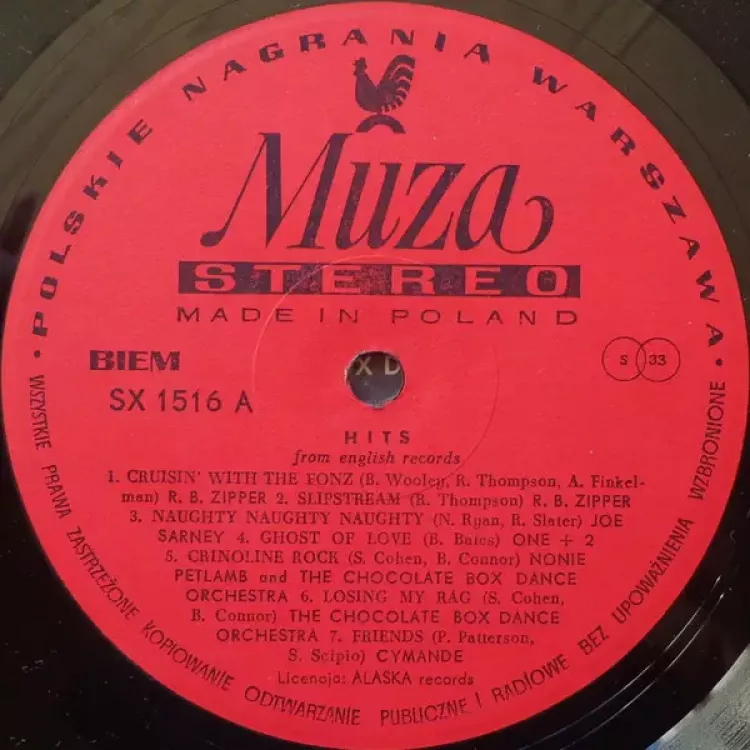 • POLSKIE NAGRANIA WARSZAWA •
Muza
STEREO
MADE IN POLAND
BIEM
S 33
SX 1516 A
X D
HITS
from english records
1. CRUISIN' WITH THE FONZ (B. Wooley, R. Thompson, A. Finkel-
man) R. B. ZIPPER 2. SLIPSTREAM (R. Thompson) R. B. ZIPPER
3. NAUGHTY NAUGHTY NAUGHTY (N. Ryan, R. Slater) JOE
SARNEY 4. GHOST OF LOVE (B. Bates) ONE + 2
5. CRINOLINE ROCK (S. Cohen, B. Connor) NONIE
PETLAMB and THE CHOCOLATE BOX DANCE
ORCHESTRA 6. LOSING MY RAG (S. Cohen,
B. Connor) THE CHOCOLATE BOX DANCE
ORCHESTRA 7. FRIENDS (P. Patterson,
S. Scipio) CYMANDE
Licencja: ALASKA records
WSZYSTKIE PRAWA ZASTRZEŻONE KOPIOWANIE ODTWARZANIE PUBLICZNE I RADIOWE BEZ UPOWAŻNIENIA WZBRONIONE